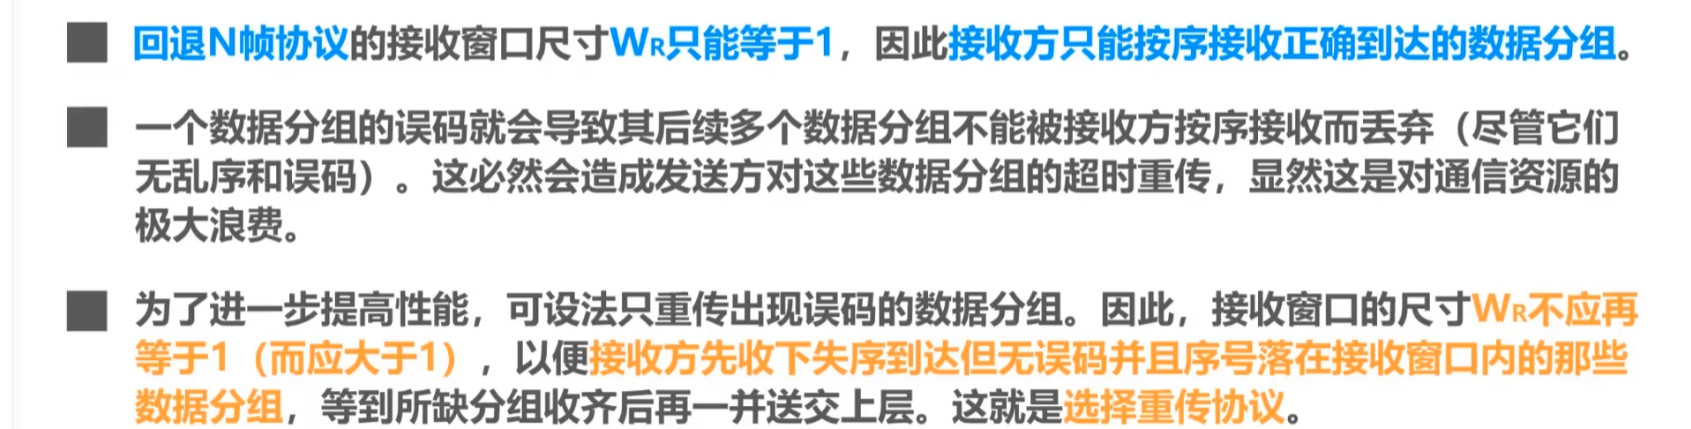 回退N帧协议的接收窗口尺寸WR只能等于1，因此接收方只能按序接收正确到达的数据分组。
一个数据分组的误码就会导致其后续多个数据分组不能被接收方按序接收而丢弃（尽管它们
无乱序和误码）。这必然会造成发送方对这些数据分组的超时重传，显然这是对通信资源的
极大浪费。
为了进一步提高性能，可设法只重传出现误码的数据分组。因此，接收窗口的尺寸WR不应再
等于1（而应大于1），以便接收方先收下失序到达但无误码并且序号落在接收窗口内的那些
数据分组，等到所缺分组收齐后再一并送交上层。这就是选择重传协议。